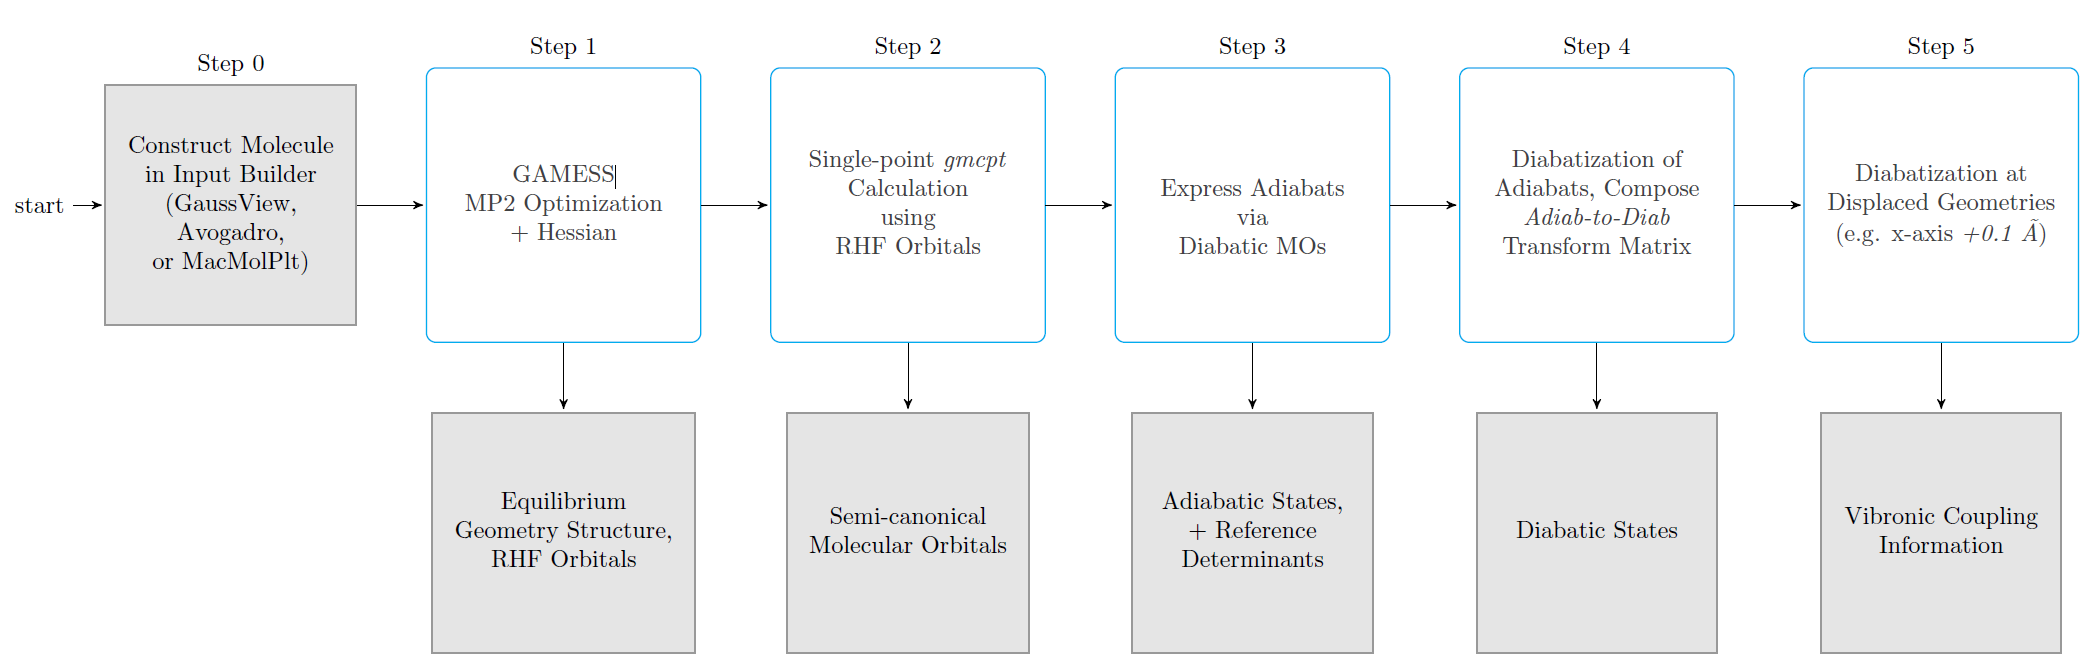 start
Step 0
Construct Molecule
in Input Builder
(GaussView,
Avogadro,
or MacMolPlt)
Step 1
GAMESS
MP2 Optimization
+ Hessian
Step 2
Single-point gmcpt
Calculation
using
RHF Orbitals
Step 3
Express Adiabats
via
Diabatic MOs
Step 4
Diabatization of
Adiabats, Compose
Adiab-to-Diab
Transform Matrix
Step 5
Diabatization at
Displaced Geometries
(e.g. x-axis +0.1 Ã)
Equilibrium
Geometry Structure,
RHF Orbitals
Semi-canonical
Molecular Orbitals
Adiabatic States,
+ Reference
Determinants
Diabatic States
Vibronic Coupling
Information